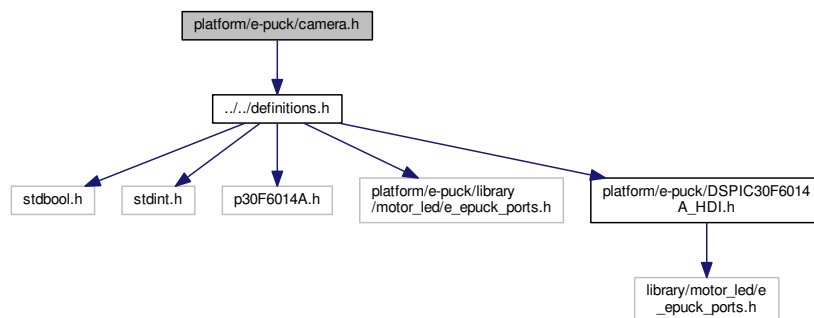 platform/e-puck/camera.h
../../definitions.h
stdbool.h
stdint.h
p30F6014A.h
platform/e-puck/library
/motor_led/e_epuck_ports.h
platform/e-puck/DSPIC30F6014
A_HDI.h
library/motor_led/e
_epuck_ports.h